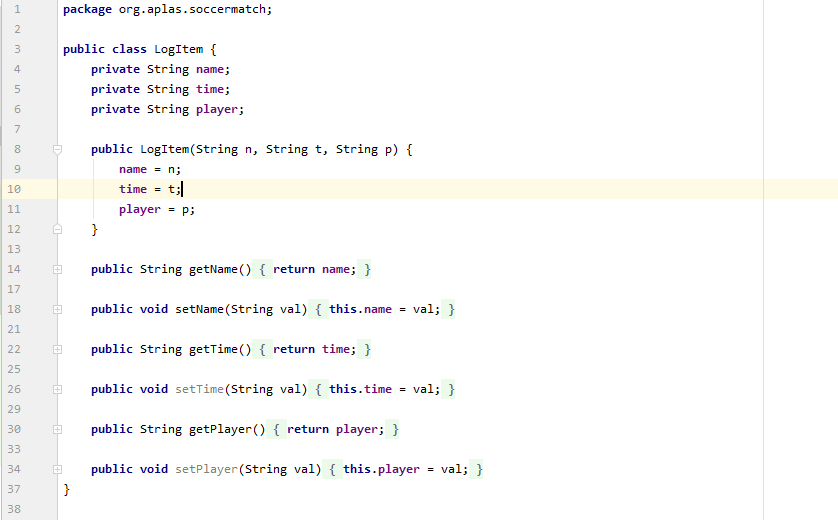 1 package org.aplas.soccermatch;
2
3 public class LogItem {
4     private String name;
5     private String time;
6     private String player;
7
8     public LogItem(String n, String t, String p) {
9         name = n;
10         time = t;
11         player = p;
12     }
13
14     public String getName() { return name; }
17
18     public void setName(String val) { this.name = val; }
21
22     public String getTime() { return time; }
25
26     public void setTime(String val) { this.time = val; }
29
30     public String getPlayer() { return player; }
33
34     public void setPlayer(String val) { this.player = val; }
37 }
38